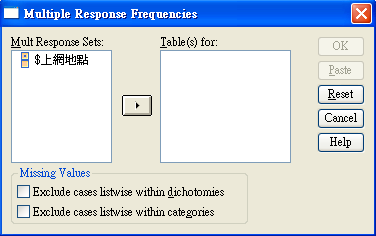 Multiple Response Frequencies
Mult Response Sets:
$上網地點
Table(s) for:
OK
Paste
Reset
Cancel
Help
Missing Values
Exclude cases listwise within dichotomies
Exclude cases listwise within categories